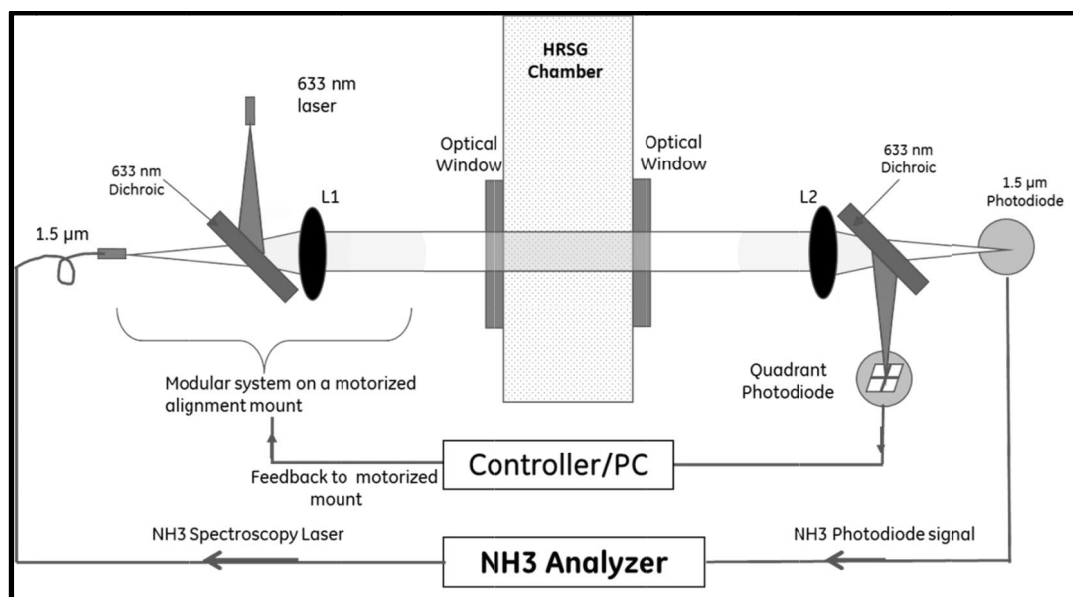 HRSG
Chamber
633 nm
laser
Optical
Window
Optical
Window
633 nm
Dichroic
633 nm
Dichroic
L1
L2
1.5 µm
Photodiode
1.5 µm
Quadrant
Photodiode
Modular system on a motorized
alignment mount
Controller/PC
Feedback to motorized
mount
NH3 Spectroscopy Laser
NH3 Photodiode signal
NH3 Analyzer